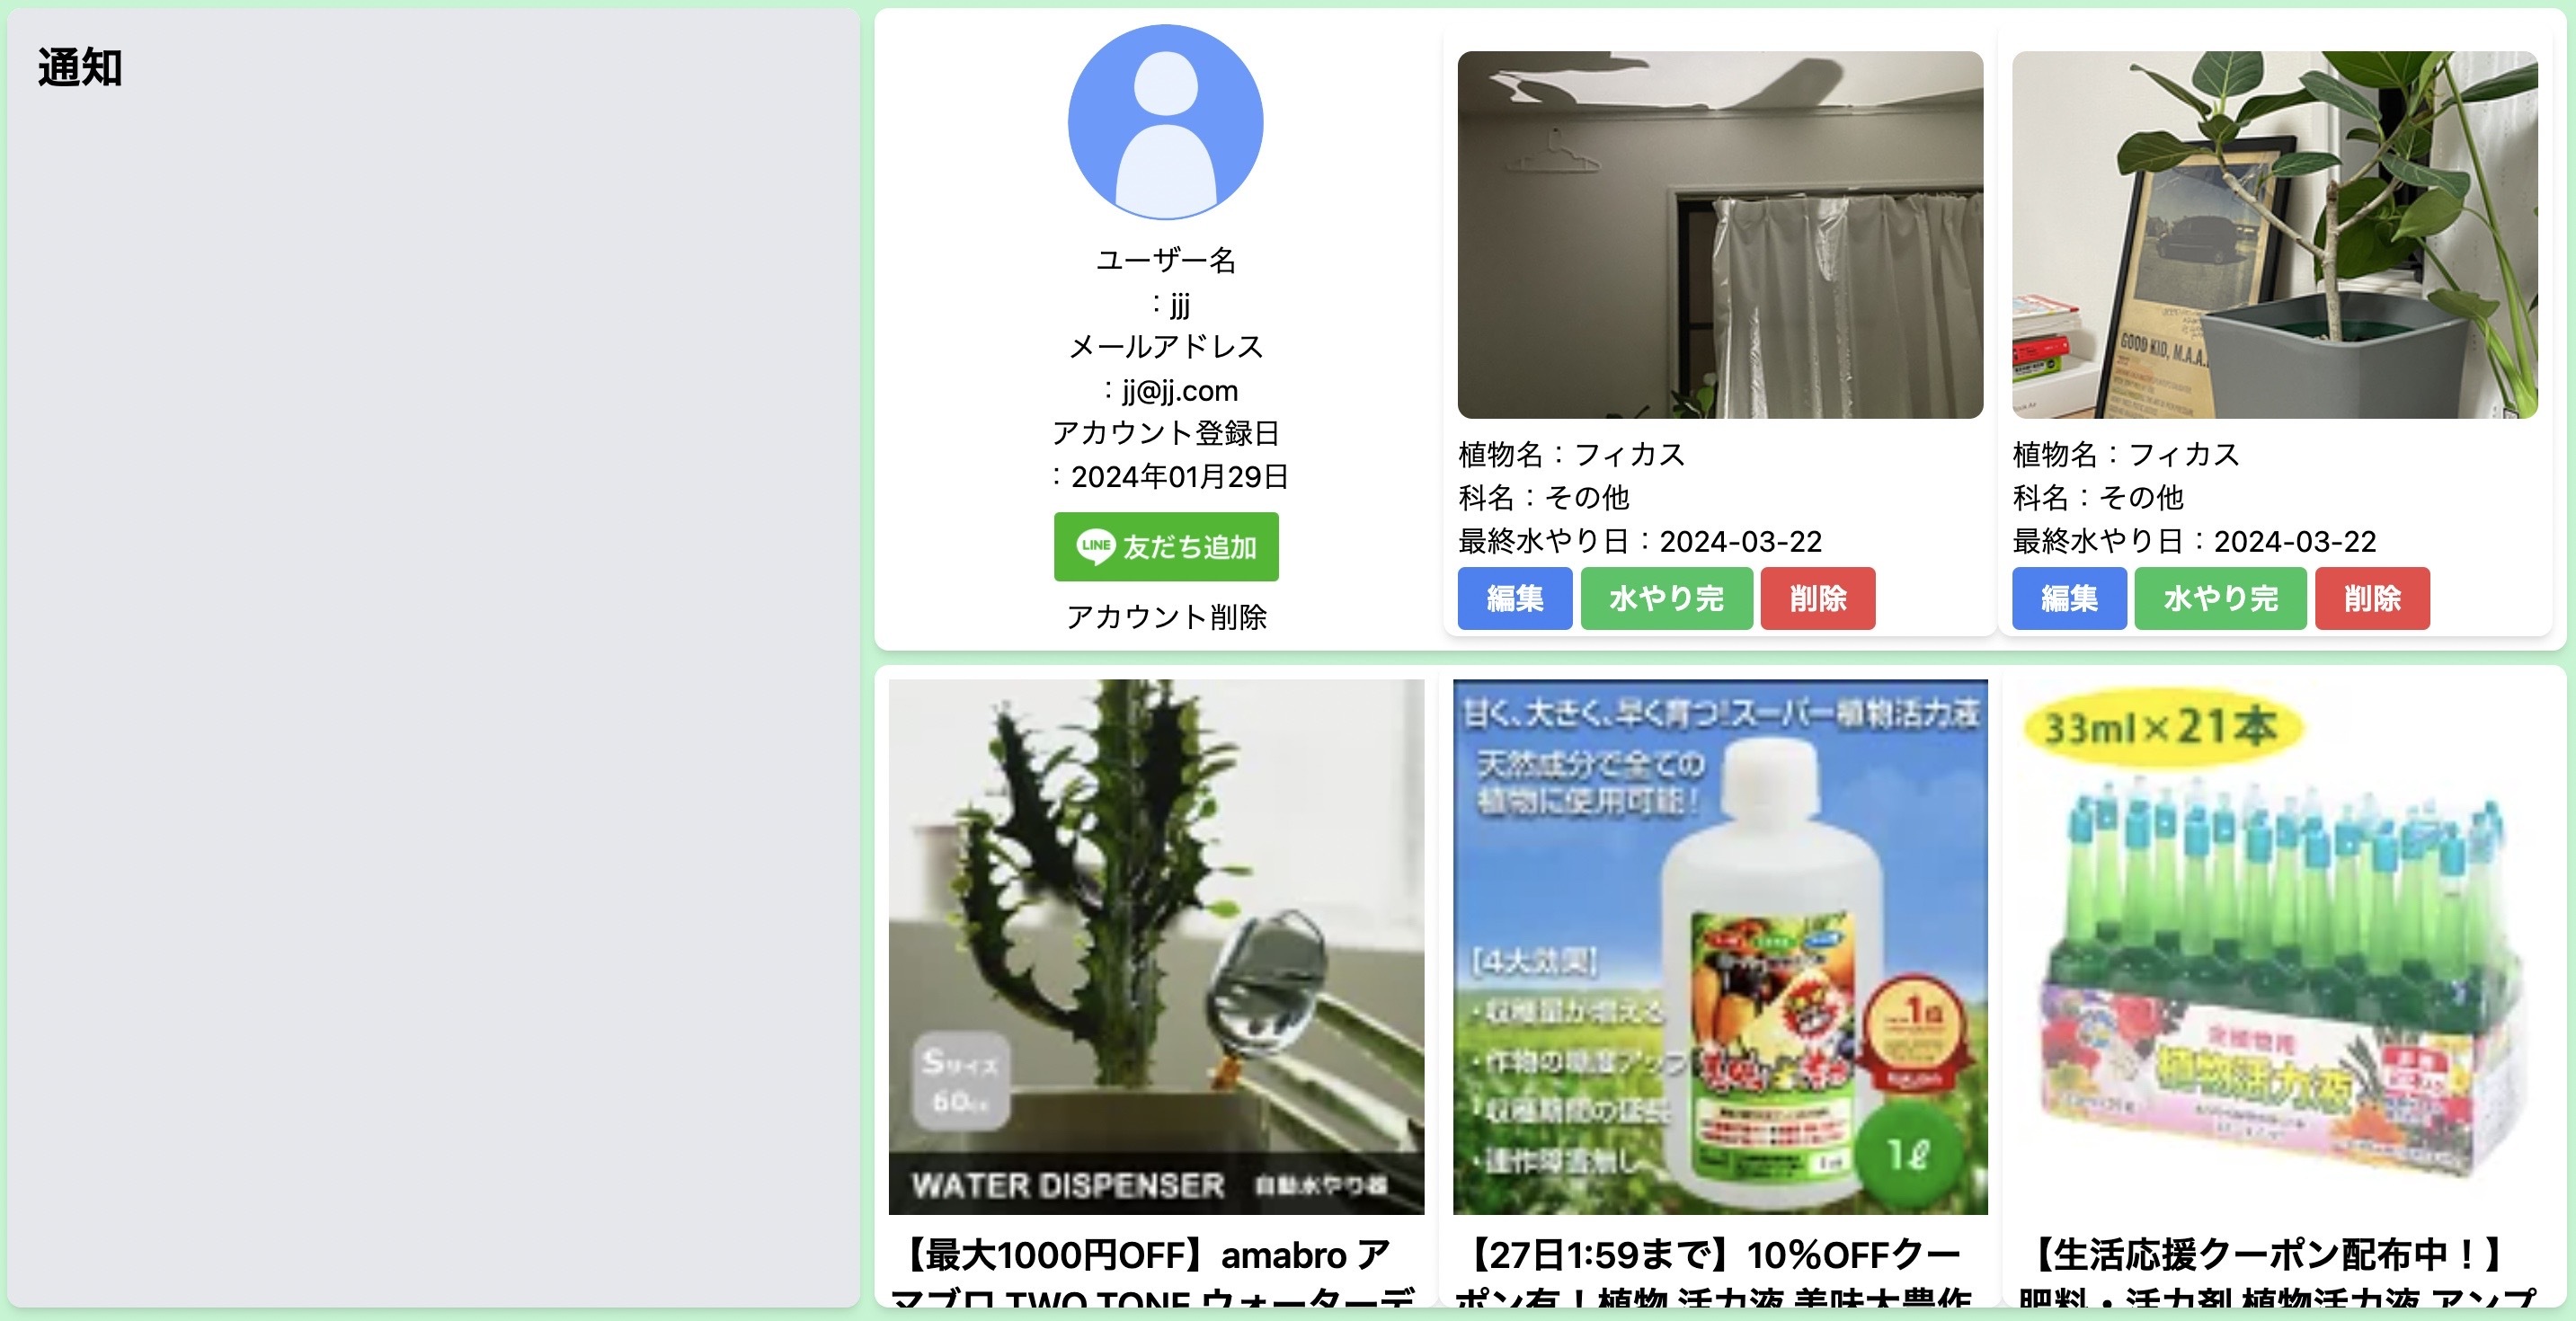 通知
ユーザー名
：jjj
メールアドレス
：jj@jj.com
アカウント登録日
：2024年01月29日
LINE 友だち追加
アカウント削除
GOOD KID, M.A.A.
植物名：フィカス
科名：その他
最終水やり日：2024-03-22
編集 水やり完 削除
植物名：フィカス
科名：その他
最終水やり日：2024-03-22
編集 水やり完 削除
Sサイズ
60cc
WATER DISPENSER 自動水やり器
【最大1000円OFF】amabro ア
マブロ TWO TONE ウォーターデ
甘く、大きく、早く育つ!スーパー植物活力液
天然成分で全ての
植物に使用可能！
[4大効果]
・収穫量が増える
・作物の糖度アップ
・収穫期間の延長
・連作障害無し
1位
1ℓ
【27日1:59まで】10%OFFクー
ポン有！植物 活力液 美味大豊作
33ml×21本
植物活力液
【生活応援クーポン配布中！】
肥料・活力剤 植物活力液 アンプ